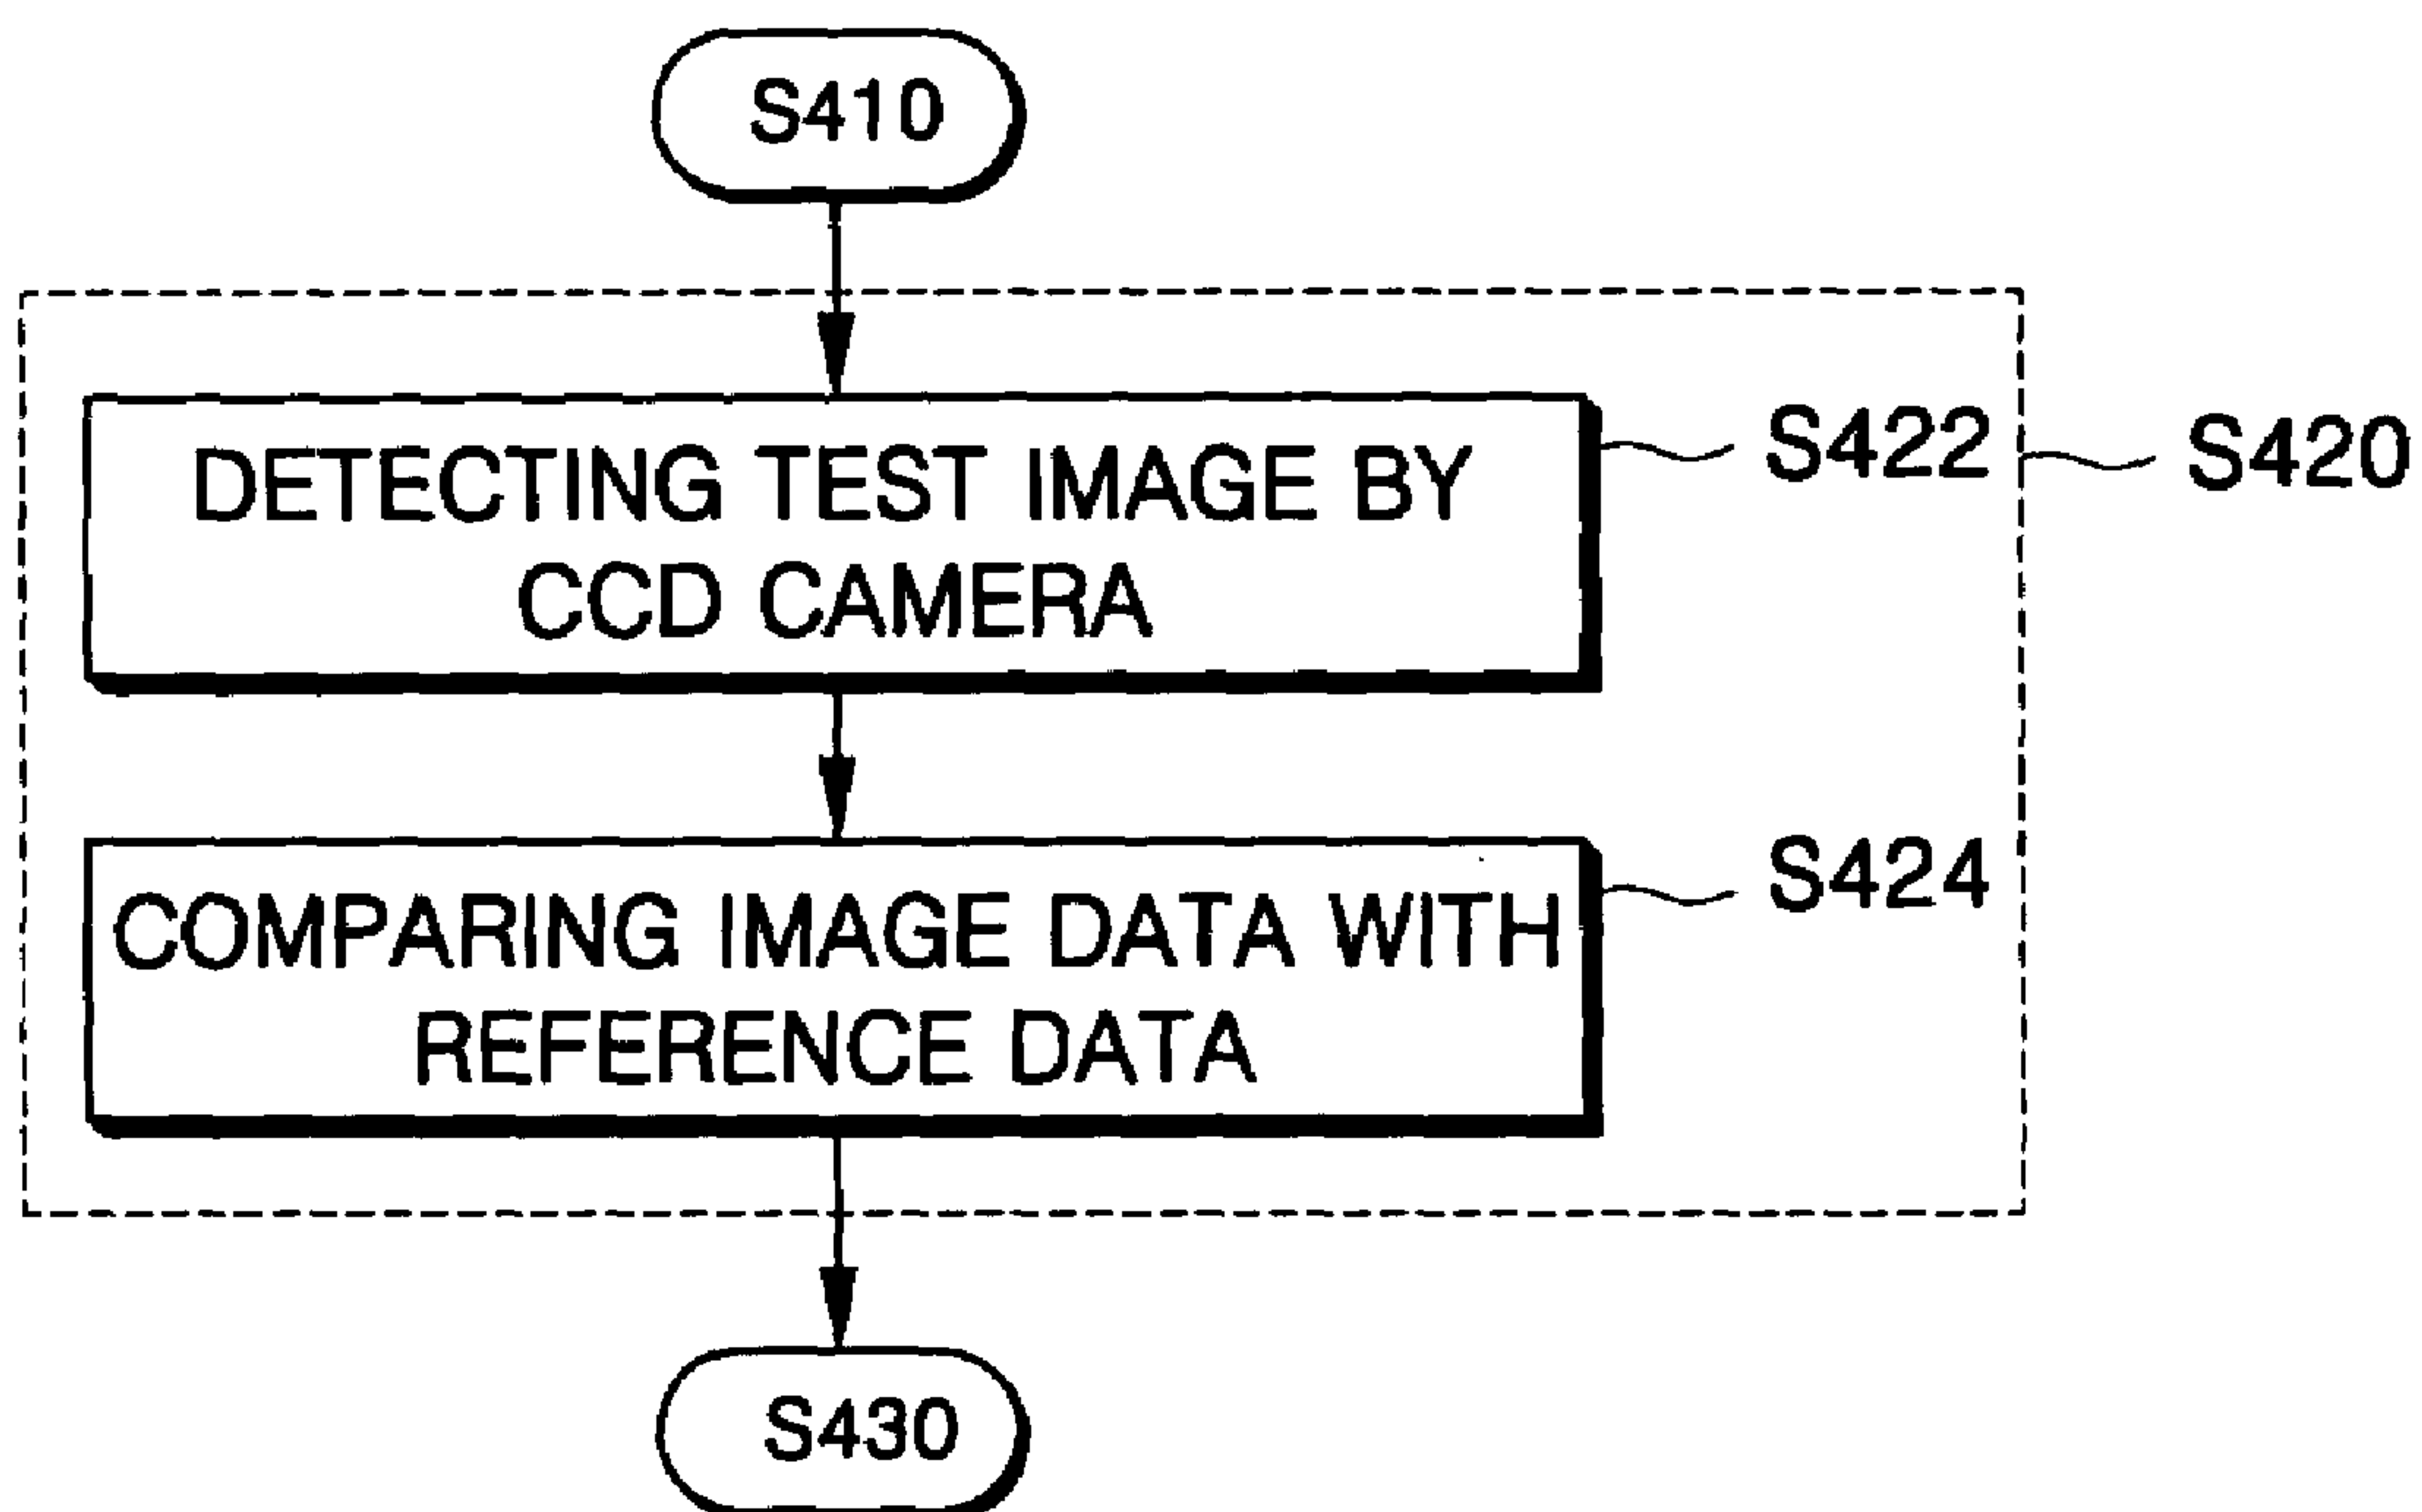 S410
DETECTING TEST IMAGE BY
CCD CAMERA
S422
S420
COMPARING IMAGE DATA WITH
REFERENCE DATA
S424
S430